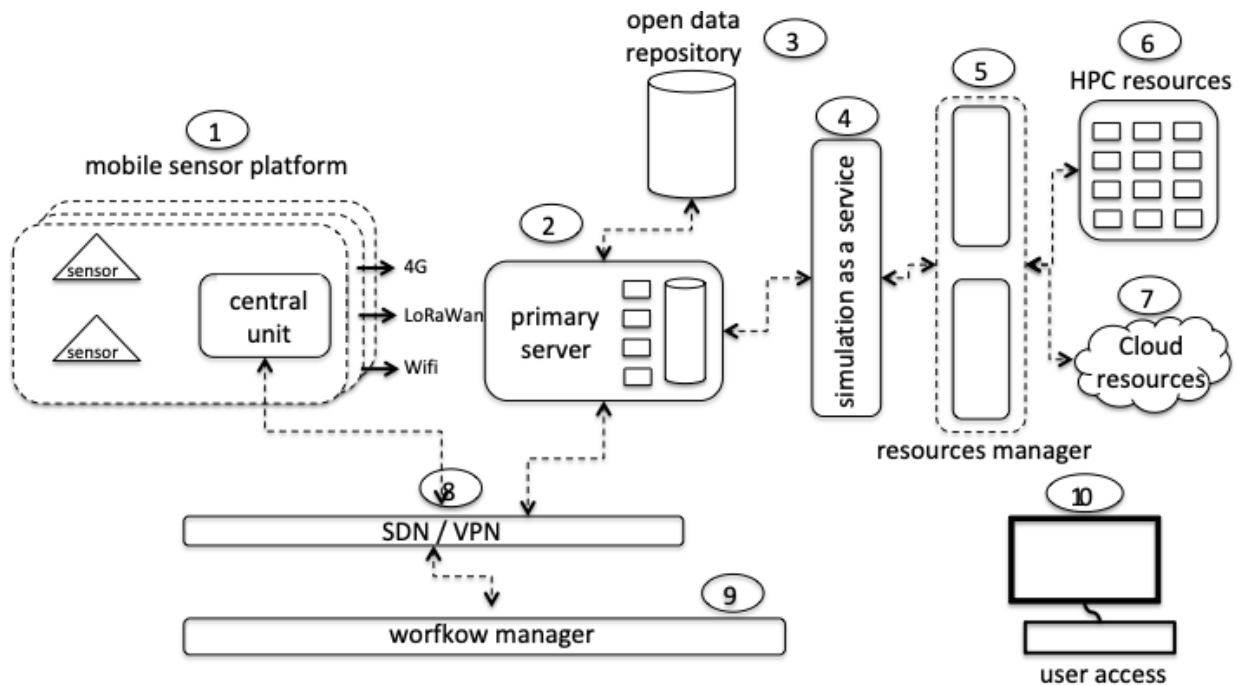 1
mobile sensor platform
sensor
sensor
central
unit
4G
LoRaWan
Wifi
2
primary
server
open data
repository
3
4
simulation as a service
5
resources manager
6
HPC resources
7
Cloud
resources
8
SDN / VPN
9
worfkow manager
10
user access